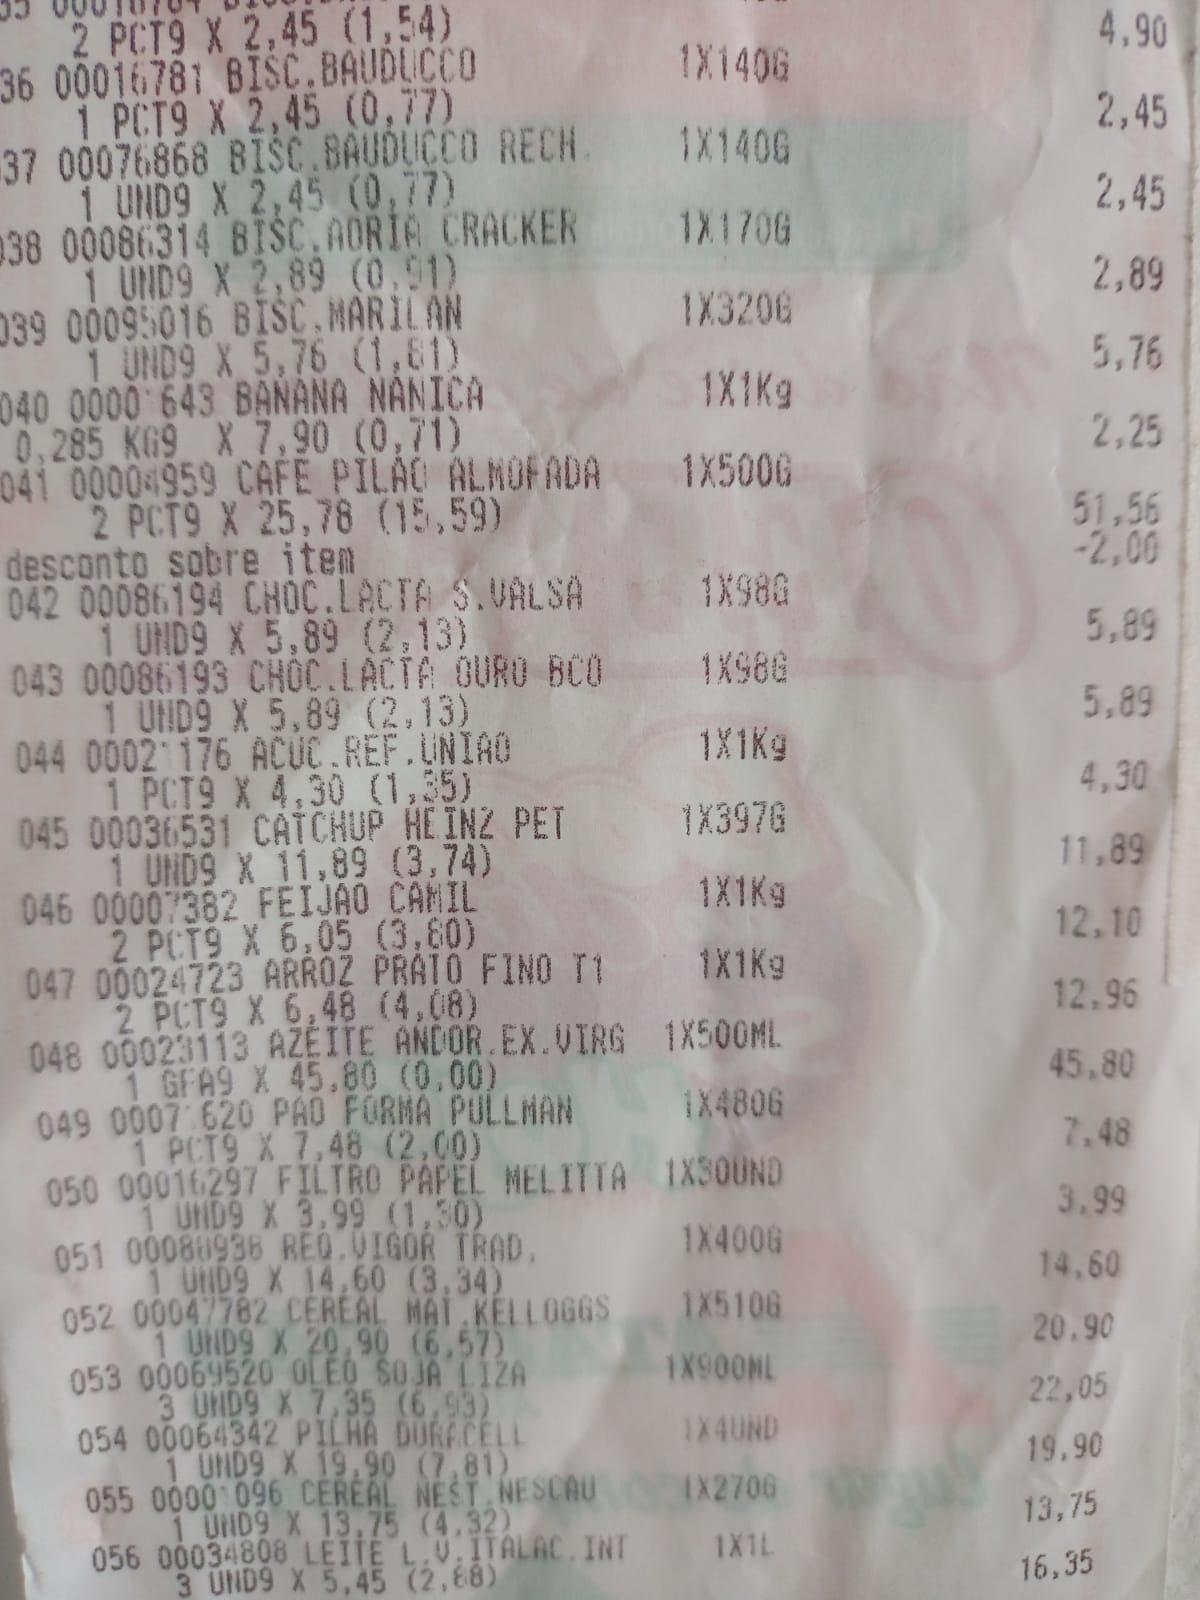 2 PCT9 X 2,45 (1,54) 4,90
036 00016781 BISC.BAUDUCCO 1X140G
1 PCT9 X 2,45 (0,77) 2,45
037 00076868 BISC.BAUDUCCO RECH. 1X140G
1 UND9 X 2,45 (0,77) 2,45
038 00086314 BISC.ADRIA CRACKER 1X170G
1 UND9 X 2,89 (0,91) 2,89
039 00095016 BISC.MARILAN 1X320G
1 UND9 X 5,76 (1,81) 5,76
040 BANANA NANICA 1X1Kg
0,285 KG9 X 7,90 (0,71) 2,25
041 00004959 CAFE PILAO ALMOFADA 1X500G
2 PCT9 X 25,78 (15,59) 51,56
desconto sobre item -2,00
042 00086194 CHOC.LACTA S.VALSA 1X98G
1 UND9 X 5,89 (2,13) 5,89
043 00086193 CHOC.LACTA OURO BCO 1X98G
1 UND9 X 5,89 (2,13) 5,89
044 00021176 ACUC.REF.UNIAO 1X1Kg
1 PCT9 X 4,30 (1,35) 4,30
045 00036531 CATCHUP HEINZ PET 1X397G
1 UND9 X 11,89 (3,74) 11,89
046 00007382 FEIJAO CAMIL 1X1Kg
2 PCT9 X 6,05 (3,80) 12,10
047 00024723 ARROZ PRATO FINO T1 1X1Kg
2 PCT9 X 6,48 (4,08) 12,96
048 00023113 AZEITE ANDOR.EX.VIRG 1X500ML
1 GFA9 X 45,80 (0,00) 45,80
049 00071620 PAO FORMA PULLMAN 1X480G
1 PCT9 X 7,48 (2,00) 7,48
050 00016297 FILTRO PAPEL MELITTA 1X30UND
1 UND9 X 3,99 (1,30) 3,99
051 00088938 REQ.VIGOR TRAD. 1X400G
1 UND9 X 14,60 (3,34) 14,60
052 00047782 CEREAL MAT.KELLOGGS 1X510G
1 UND9 X 20,90 (6,57) 20,90
053 00069520 OLEO SOJA LIZA 1X900ML
3 UND9 X 7,35 (6,93) 22,05
054 00064342 PILHA DURACELL 1X4UND
1 UND9 X 19,90 (7,81) 19,90
055 00001096 CEREAL NEST.NESCAU 1X270G
1 UND9 X 13,75 (4,32) 13,75
056 00034808 LEITE L.V.ITALAC.INT 1X1L
3 UND9 X 5,45 (2,88) 16,35